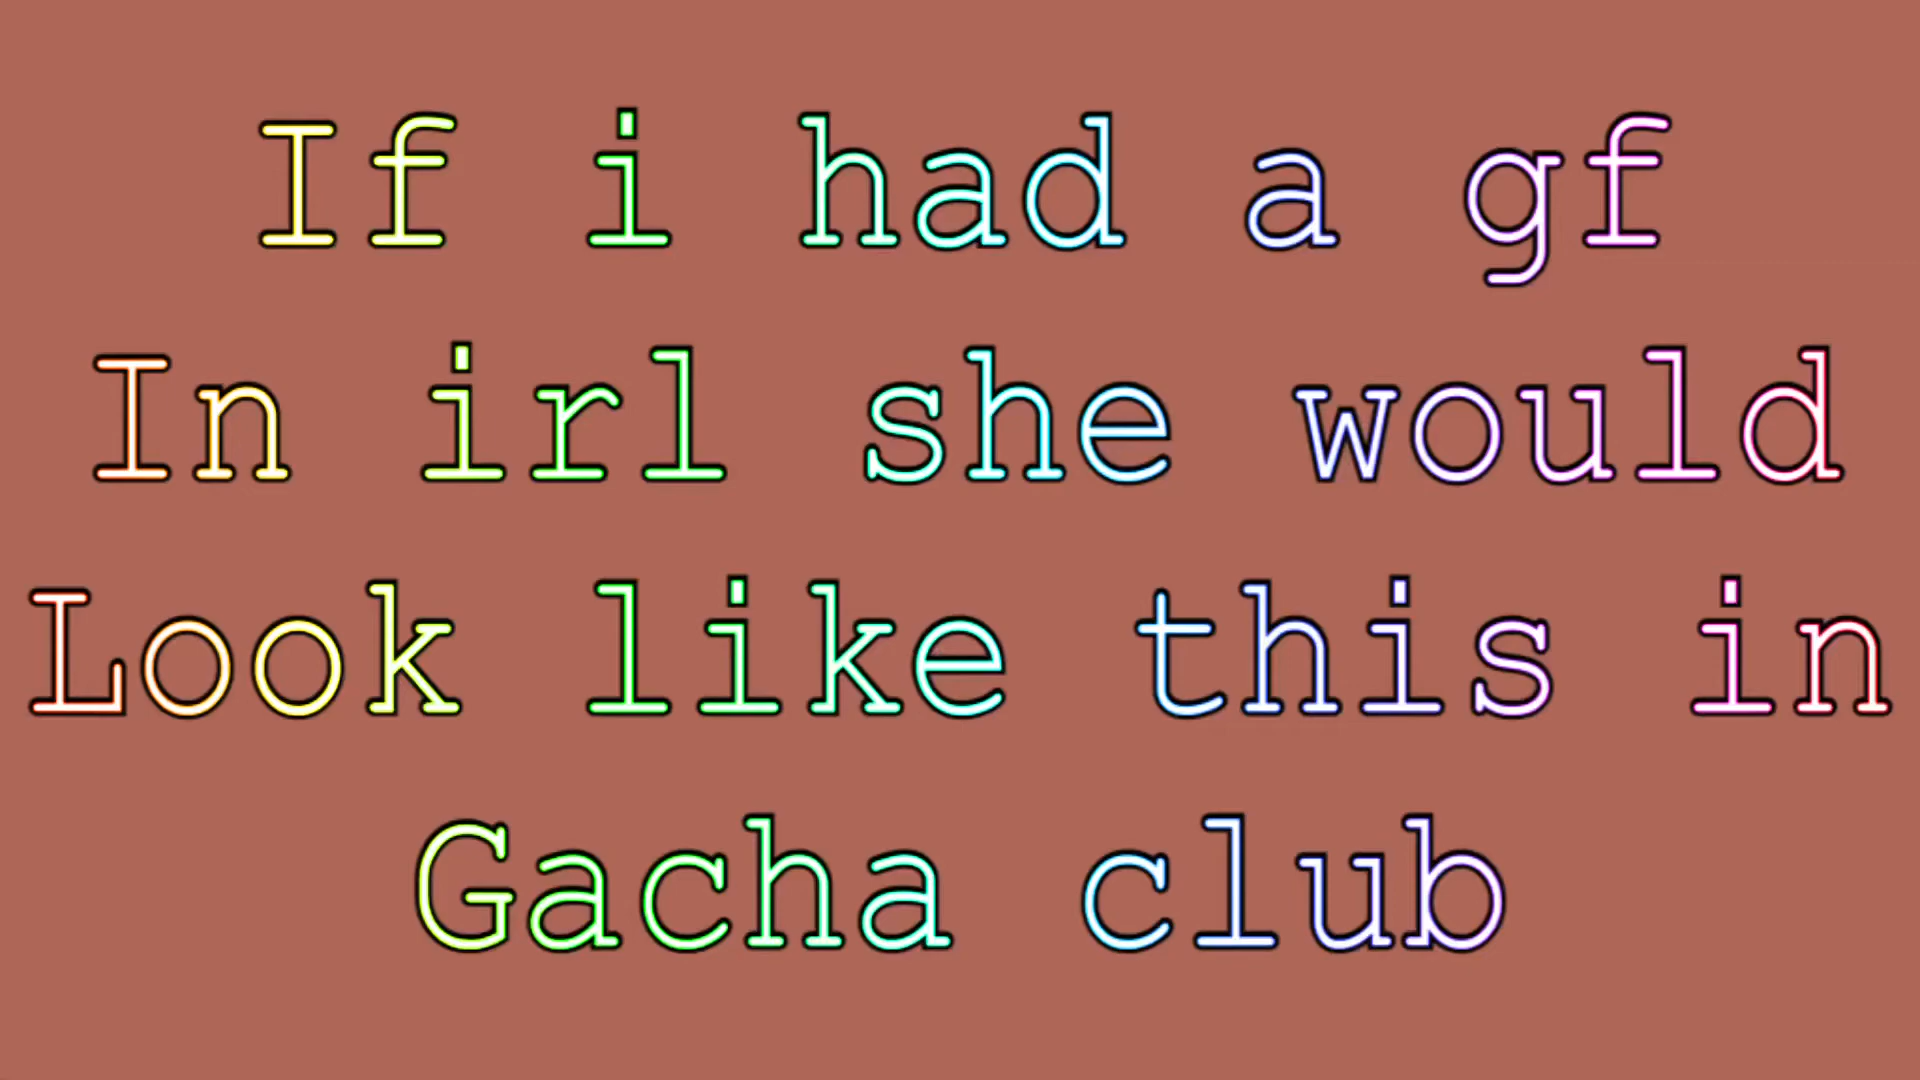 If i had a gf
In irl she would
Look like this in
Gacha club